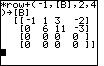 *row+(-1,[B],2,4
)→[B]
[[-1 1 3 -2]
[0 6 11 -3]
[0 0 0 0 ]
[0 0 0 0 ]]